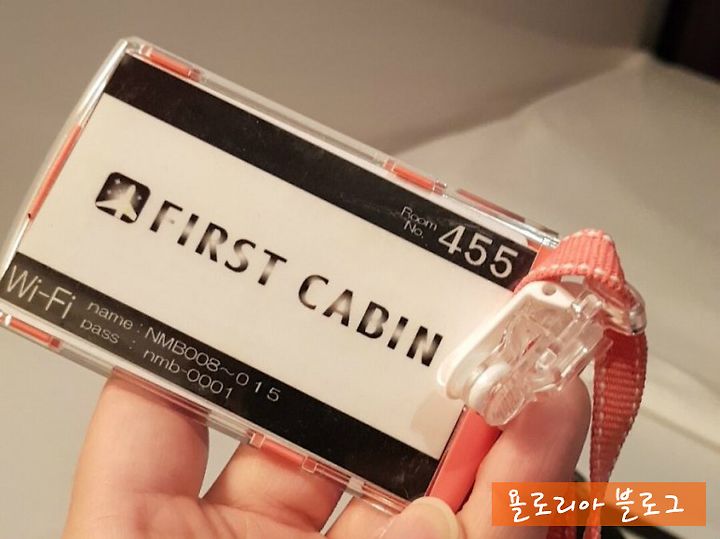 Room
No. 455
FIRST CABIN
Wi-Fi
name : NMB008～015
pass : nmb-0001
욜로리아 블로그